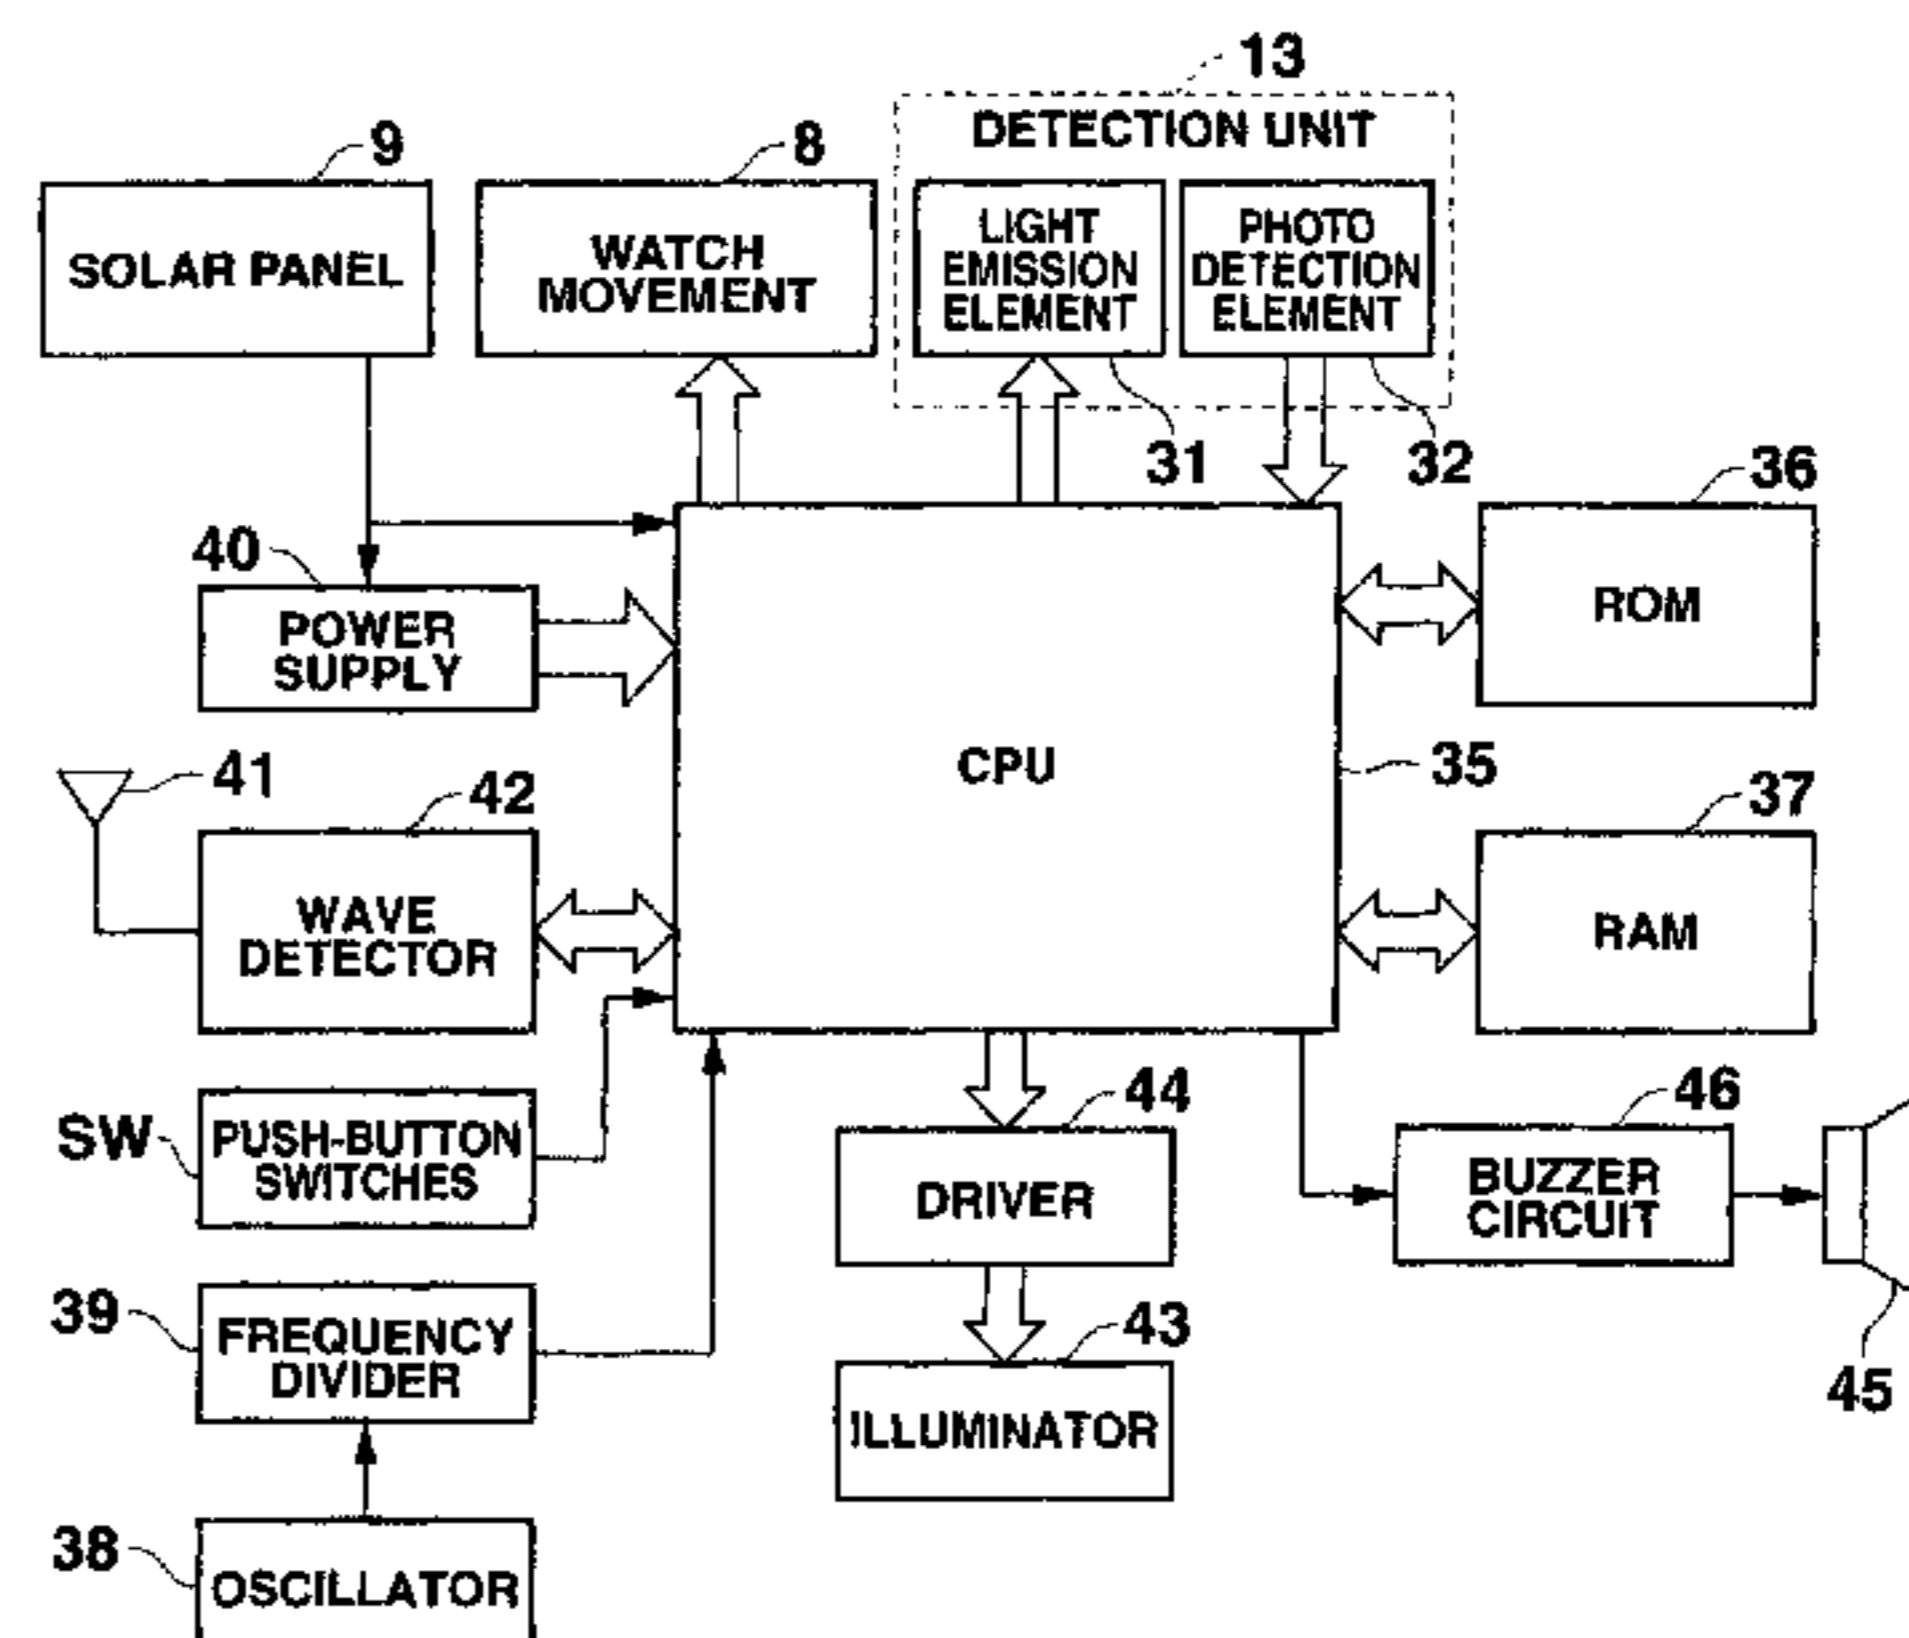 13
DETECTION UNIT
9
8
SOLAR PANEL
WATCH
MOVEMENT
LIGHT
EMISSION
ELEMENT
PHOTO
DETECTION
ELEMENT
31
32
36
40
POWER
SUPPLY
ROM
CPU
35
41
42
37
WAVE
DETECTOR
RAM
SW
PUSH-BUTTON
SWITCHES
44
46
DRIVER
BUZZER
CIRCUIT
39
FREQUENCY
DIVIDER
43
45
ILLUMINATOR
38
OSCILLATOR